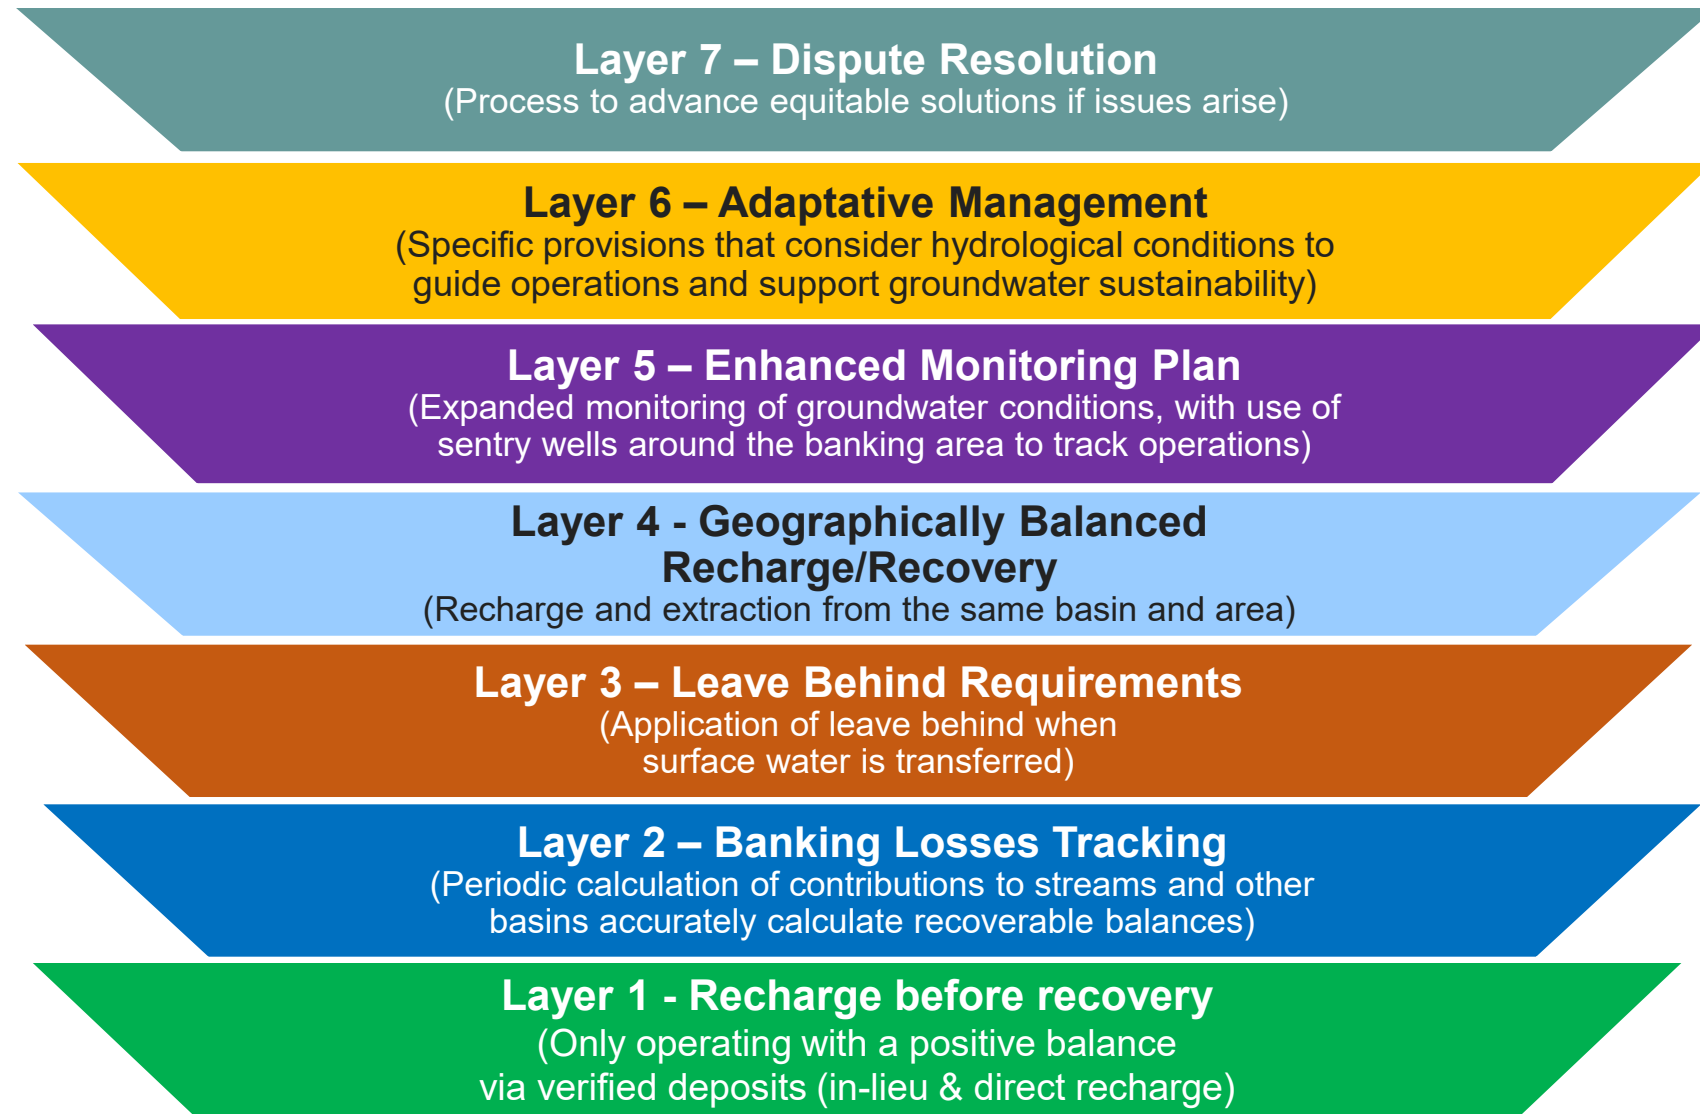 Layer 7 – Dispute Resolution
(Process to advance equitable solutions if issues arise)
Layer 6 – Adaptative Management
(Specific provisions that consider hydrological conditions to
guide operations and support groundwater sustainability)
Layer 5 – Enhanced Monitoring Plan
(Expanded monitoring of groundwater conditions, with use of
sentry wells around the banking area to track operations)
Layer 4 - Geographically Balanced
Recharge/Recovery
(Recharge and extraction from the same basin and area)
Layer 3 – Leave Behind Requirements
(Application of leave behind when
surface water is transferred)
Layer 2 – Banking Losses Tracking
(Periodic calculation of contributions to streams and other
basins accurately calculate recoverable balances)
Layer 1 - Recharge before recovery
(Only operating with a positive balance
via verified deposits (in-lieu & direct recharge)